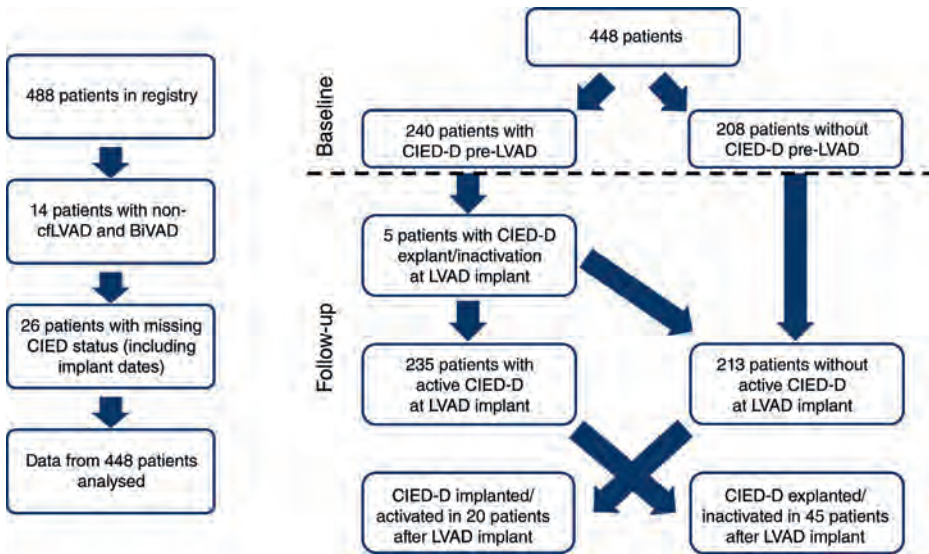 488 patients in registry
14 patients with non-
cfLVAD and BiVAD
26 patients with missing
CIED status (including
implant dates)
Data from 448 patients
analysed
Baseline
Follow-up
448 patients
240 patients with
CIED-D pre-LVAD
208 patients without
CIED-D pre-LVAD
5 patients with CIED-D
explant/inactivation
at LVAD implant
235 patients with
active CIED-D
at LVAD implant
213 patients without
active CIED-D
at LVAD implant
CIED-D implanted/
activated in 20 patients
after LVAD implant
CIED-D explanted/
inactivated in 45 patients
after LVAD implant